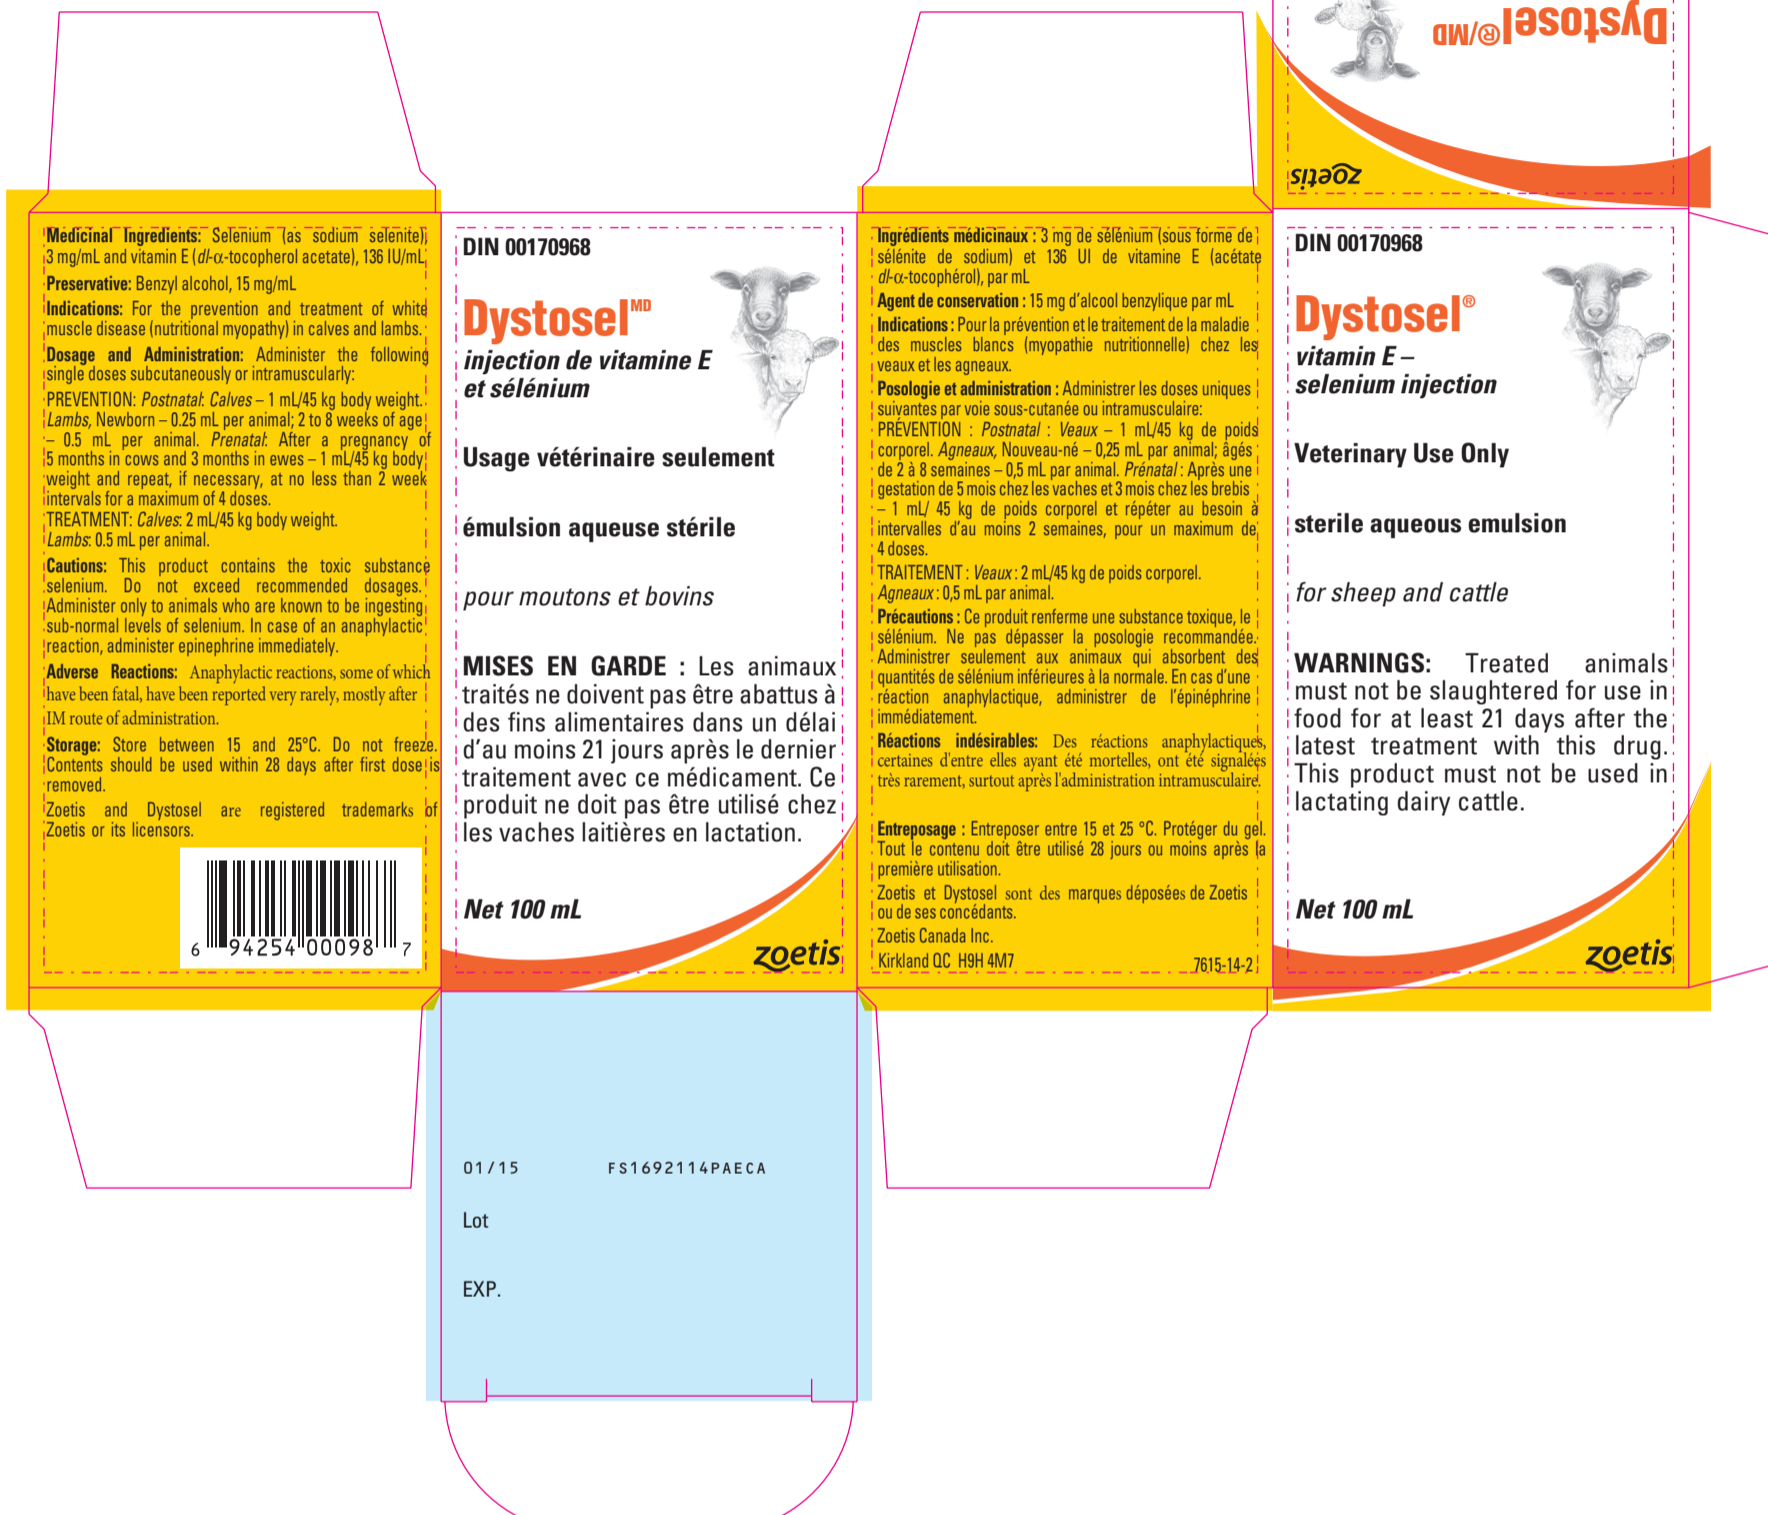 Dystosel®/MD
zoetis
Medicinal Ingredients: Selenium (as sodium selenite),
3 mg/mL and vitamin E (dl-α-tocopherol acetate), 136 IU/mL
Preservative: Benzyl alcohol, 15 mg/mL
Indications: For the prevention and treatment of white
muscle disease (nutritional myopathy) in calves and lambs.
Dosage and Administration: Administer the following
single doses subcutaneously or intramuscularly:
PREVENTION: Postnatal: Calves – 1 mL/45 kg body weight.
Lambs, Newborn – 0.25 mL per animal; 2 to 8 weeks of age
– 0.5 mL per animal. Prenatal: After a pregnancy of
5 months in cows and 3 months in ewes – 1 mL/45 kg body
weight and repeat, if necessary, at no less than 2 week
intervals for a maximum of 4 doses.
TREATMENT: Calves: 2 mL/45 kg body weight.
Lambs: 0.5 mL per animal.
Cautions: This product contains the toxic substance
selenium. Do not exceed recommended dosages.
Administer only to animals who are known to be ingesting
sub-normal levels of selenium. In case of an anaphylactic
reaction, administer epinephrine immediately.
Adverse Reactions: Anaphylactic reactions, some of which
have been fatal, have been reported very rarely, mostly after
IM route of administration.
Storage: Store between 15 and 25°C. Do not freeze.
Contents should be used within 28 days after first dose is
removed.
Zoetis and Dystosel are registered trademarks of
Zoetis or its licensors.
6 94254 00098 7
DIN 00170968
Dystosel MD
injection de vitamine E
et sélénium
Usage vétérinaire seulement
émulsion aqueuse stérile
pour moutons et bovins
MISES EN GARDE : Les animaux
traités ne doivent pas être abattus à
des fins alimentaires dans un délai
d'au moins 21 jours après le dernier
traitement avec ce médicament. Ce
produit ne doit pas être utilisé chez
les vaches laitières en lactation.
Net 100 mL
zoetis
Ingrédients médicinaux : 3 mg de sélénium (sous forme de
sélénite de sodium) et 136 UI de vitamine E (acétate
dl-α-tocophérol), par mL
Agent de conservation : 15 mg d'alcool benzylique par mL
Indications : Pour la prévention et le traitement de la maladie
des muscles blancs (myopathie nutritionnelle) chez les
veaux et les agneaux.
Posologie et administration : Administrer les doses uniques
suivantes par voie sous-cutanée ou intramusculaire:
PRÉVENTION : Postnatal : Veaux – 1 mL/45 kg de poids
corporel. Agneaux, Nouveau-né – 0,25 mL par animal; âgés
de 2 à 8 semaines – 0,5 mL par animal. Prénatal : Après une
gestation de 5 mois chez les vaches et 3 mois chez les brebis
– 1 mL/ 45 kg de poids corporel et répéter au besoin à
intervalles d'au moins 2 semaines, pour un maximum de
4 doses.
TRAITEMENT : Veaux : 2 mL/45 kg de poids corporel.
Agneaux : 0,5 mL par animal.
Précautions : Ce produit renferme une substance toxique, le
sélénium. Ne pas dépasser la posologie recommandée.
Administrer seulement aux animaux qui absorbent des
quantités de sélénium inférieures à la normale. En cas d'une
réaction anaphylactique, administrer de l'épinéphrine
immédiatement.
Réactions indésirables: Des réactions anaphylactiques,
certaines d'entre elles ayant été mortelles, ont été signalées
très rarement, surtout après l'administration intramusculaire.
Entreposage : Entreposer entre 15 et 25 °C. Protéger du gel.
Tout le contenu doit être utilisé 28 jours ou moins après la
première utilisation.
Zoetis et Dystosel sont des marques déposées de Zoetis
ou de ses concédants.
Zoetis Canada Inc.
Kirkland QC H9H 4M7
7615-14-2
DIN 00170968
Dystosel®
vitamin E –
selenium injection
Veterinary Use Only
sterile aqueous emulsion
for sheep and cattle
WARNINGS: Treated animals
must not be slaughtered for use in
food for at least 21 days after the
latest treatment with this drug.
This product must not be used in
lactating dairy cattle.
Net 100 mL
zoetis
01/15 FS1692114PAECA
Lot
EXP.